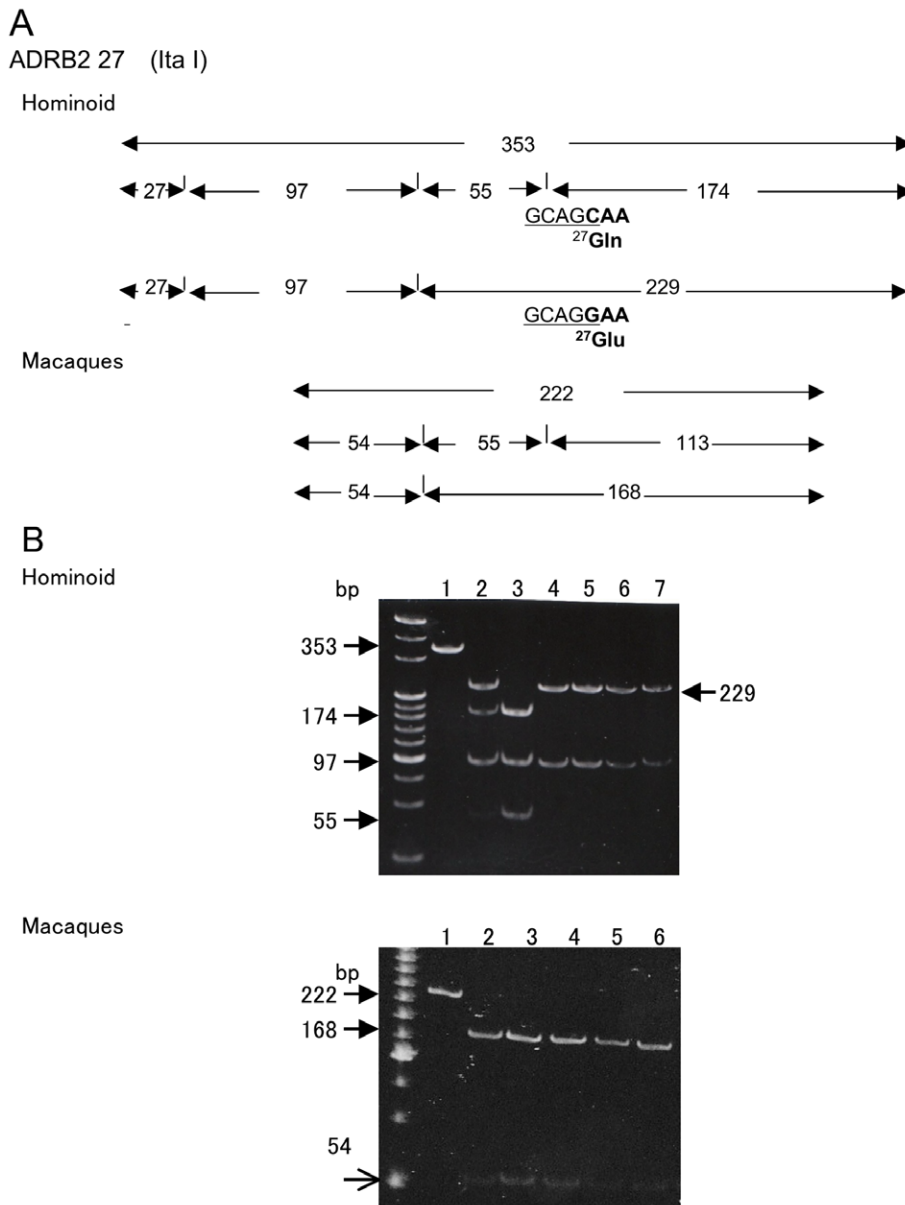 A
ADRB2 27 (Ita I)
Hominoid
353
27 97 55 174
GCAGCAA
27Gln
27 97 229
GCAGGAA
27Glu
Macaques
222
54 55 113
54 168
B
Hominoid
bp 1 2 3 4 5 6 7
353
229
174
97
55
Macaques
1 2 3 4 5 6
bp
222
168
54